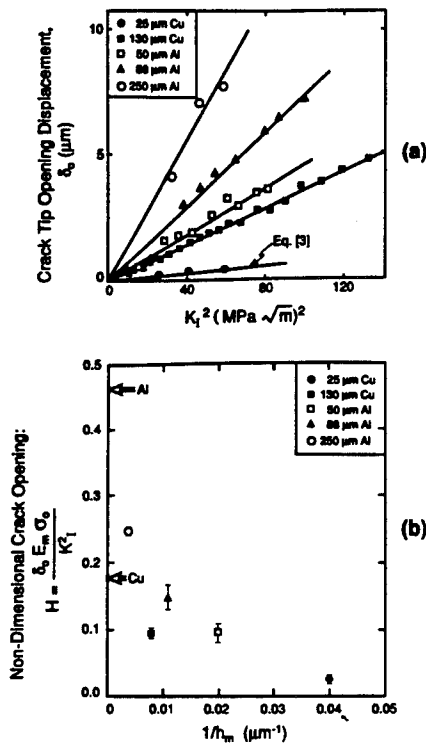 25 μm Cu
130 μm Cu
50 μm Al
88 μm Al
250 μm Al
10
5
0
Crack Tip Opening Displacement,
δₒ (μm)
0
40
80
120
K_I² (MPa √m)²
Eq. [3]
(a)
0.5
0.4
0.3
0.2
0.1
0.0
Al
Cu
25 μm Cu
130 μm Cu
50 μm Al
88 μm Al
250 μm Al
Non-Dimensional Crack Opening:
H = δₒ E_m σₒ / K_I²
0.00
0.01
0.02
0.03
0.04
0.05
1/h_m (μm⁻¹)
(b)